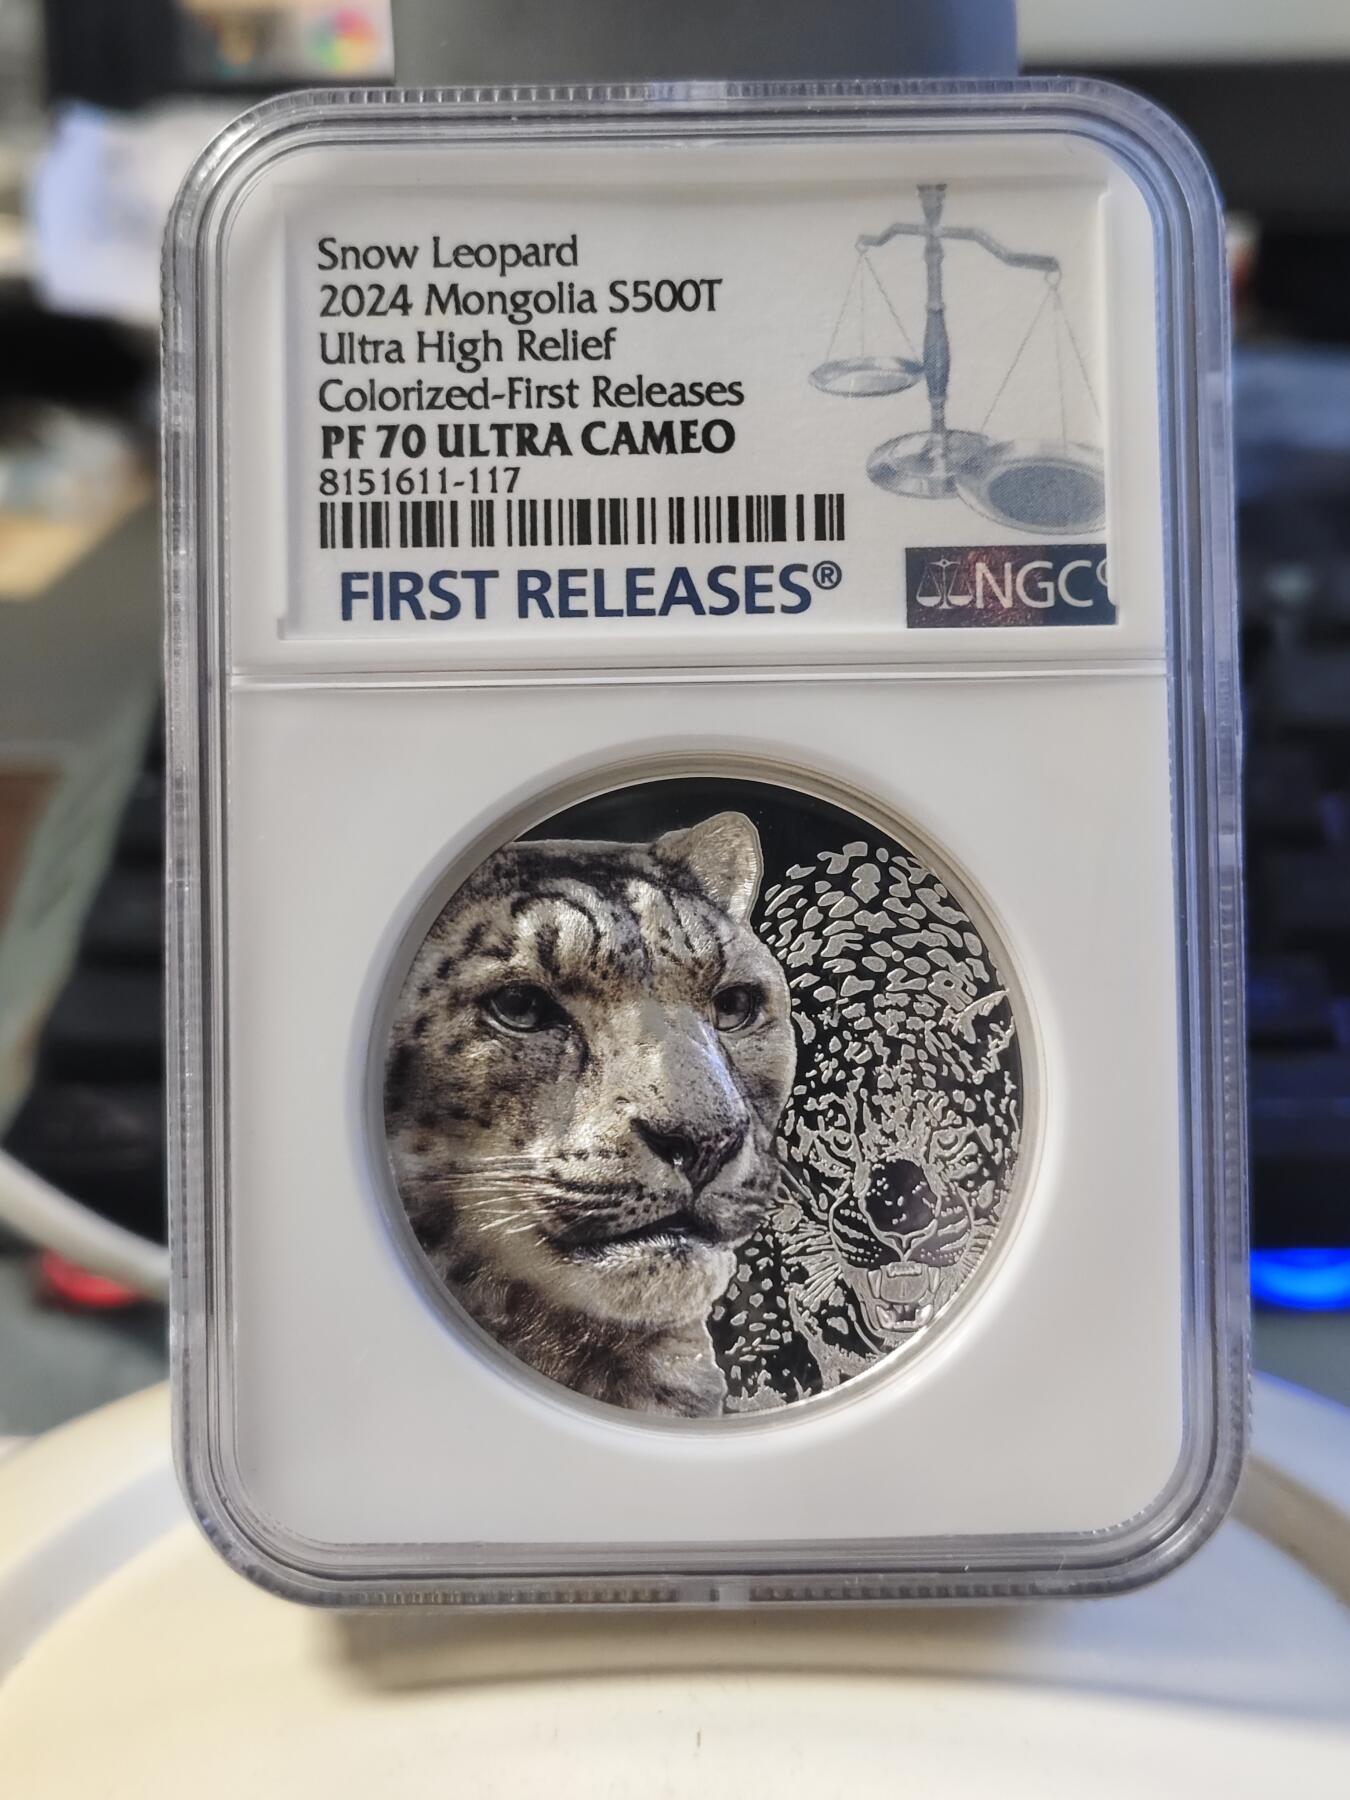 Snow Leopard
2024 Mongolia S500T
Ultra High Relief
Colorized-First Releases
PF 70 ULTRA CAMEO
8151611-117
FIRST RELEASES®
NGC